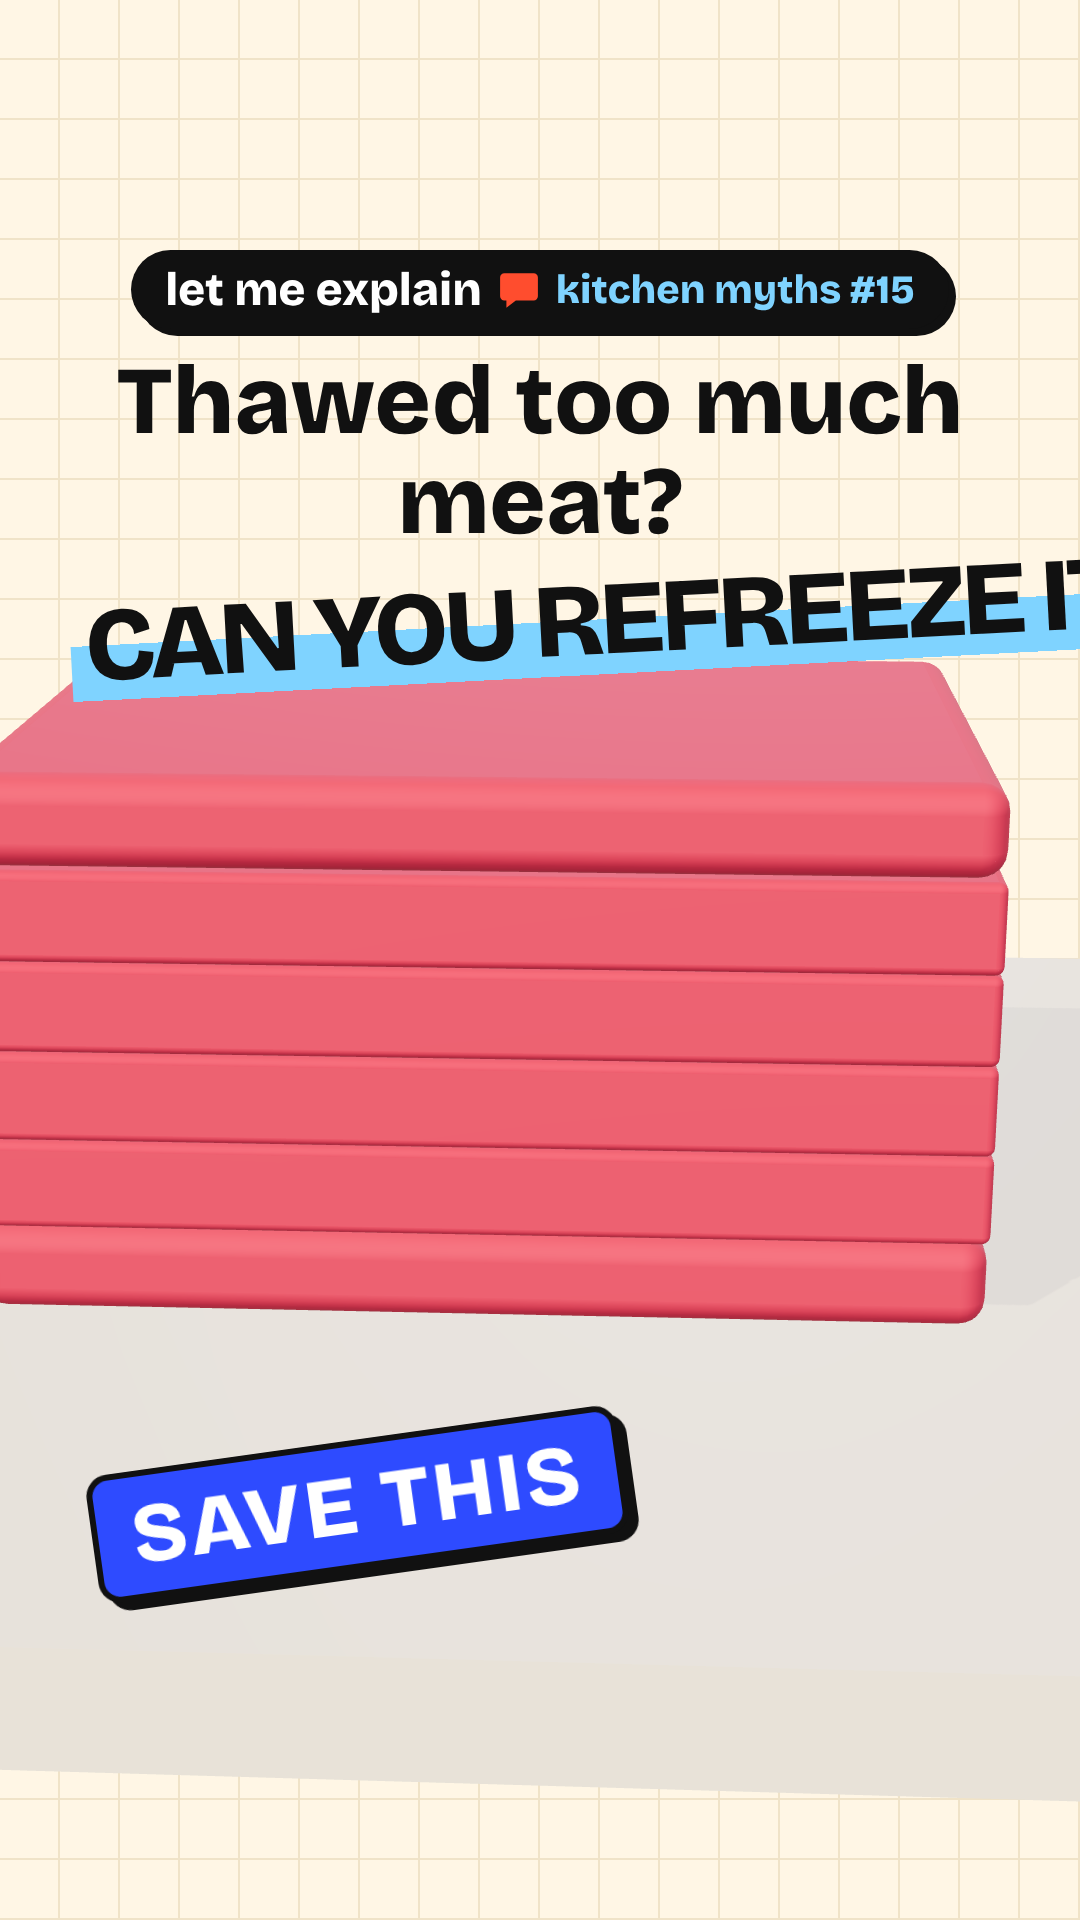 let me explain kitchen myths #15
Thawed too much
meat?
CAN YOU REFREEZE
SAVE THIS